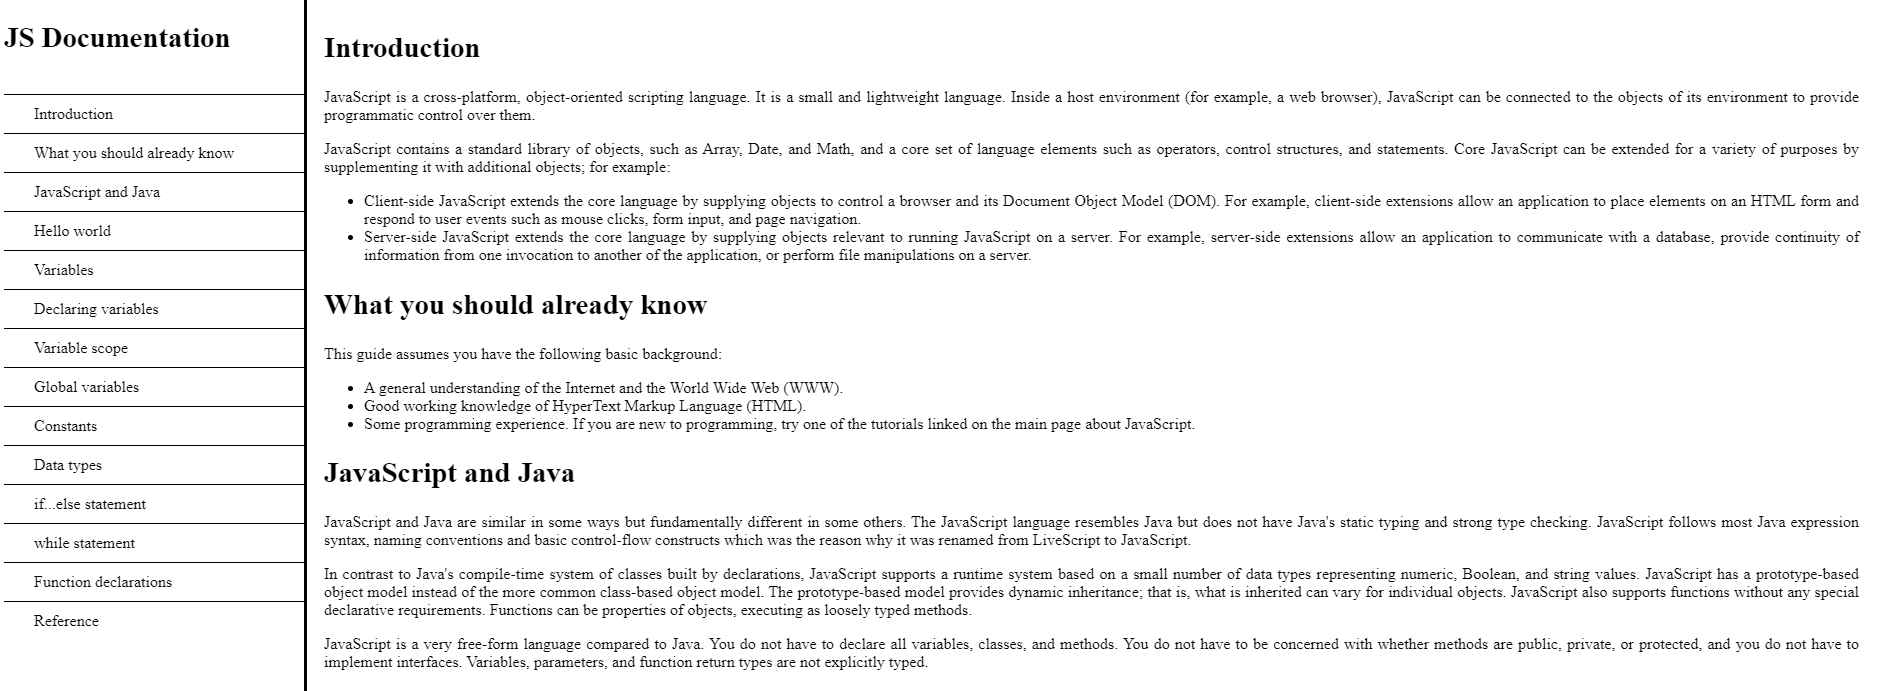 JS Documentation
Introduction
What you should already know
JavaScript and Java
Hello world
Variables
Declaring variables
Variable scope
Global variables
Constants
Data types
if...else statement
while statement
Function declarations
Reference
Introduction
JavaScript is a cross-platform, object-oriented scripting language. It is a small and lightweight language. Inside a host environment (for example, a web browser), JavaScript can be connected to the objects of its environment to provide
programmatic control over them.
JavaScript contains a standard library of objects, such as Array, Date, and Math, and a core set of language elements such as operators, control structures, and statements. Core JavaScript can be extended for a variety of purposes by
supplementing it with additional objects; for example:
• Client-side JavaScript extends the core language by supplying objects to control a browser and its Document Object Model (DOM). For example, client-side extensions allow an application to place elements on an HTML form and
respond to user events such as mouse clicks, form input, and page navigation.
• Server-side JavaScript extends the core language by supplying objects relevant to running JavaScript on a server. For example, server-side extensions allow an application to communicate with a database, provide continuity of
information from one invocation to another of the application, or perform file manipulations on a server.
What you should already know
This guide assumes you have the following basic background:
• A general understanding of the Internet and the World Wide Web (WWW).
• Good working knowledge of HyperText Markup Language (HTML).
• Some programming experience. If you are new to programming, try one of the tutorials linked on the main page about JavaScript.
JavaScript and Java
JavaScript and Java are similar in some ways but fundamentally different in some others. The JavaScript language resembles Java but does not have Java's static typing and strong type checking. JavaScript follows most Java expression
syntax, naming conventions and basic control-flow constructs which was the reason why it was renamed from LiveScript to JavaScript.
In contrast to Java's compile-time system of classes built by declarations, JavaScript supports a runtime system based on a small number of data types representing numeric, Boolean, and string values. JavaScript has a prototype-based
object model instead of the more common class-based object model. The prototype-based model provides dynamic inheritance; that is, what is inherited can vary for individual objects. JavaScript also supports functions without any special
declarative requirements. Functions can be properties of objects, executing as loosely typed methods.
JavaScript is a very free-form language compared to Java. You do not have to declare all variables, classes, and methods. You do not have to be concerned with whether methods are public, private, or protected, and you do not have to
implement interfaces. Variables, parameters, and function return types are not explicitly typed.